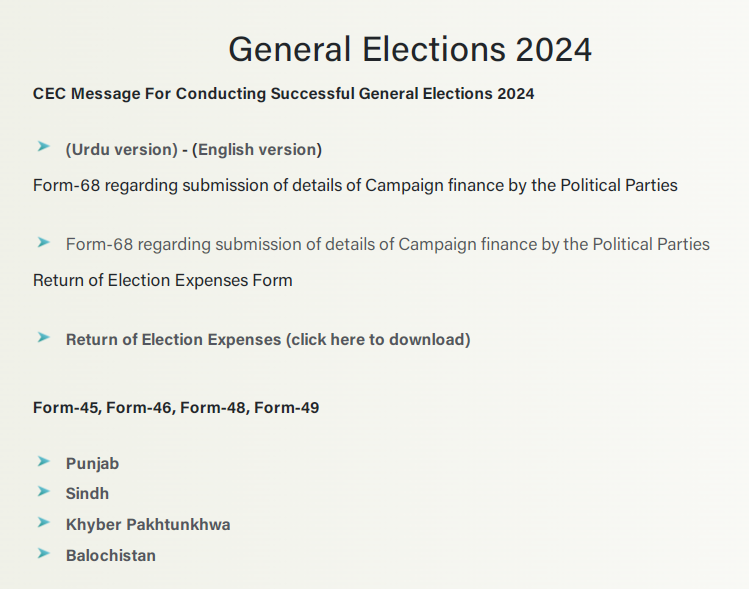 General Elections 2024
CEC Message For Conducting Successful General Elections 2024
(Urdu version) - (English version)
Form-68 regarding submission of details of Campaign finance by the Political Parties
Form-68 regarding submission of details of Campaign finance by the Political Parties
Return of Election Expenses Form
Return of Election Expenses (click here to download)
Form-45, Form-46, Form-48, Form-49
Punjab
Sindh
Khyber Pakhtunkhwa
Balochistan